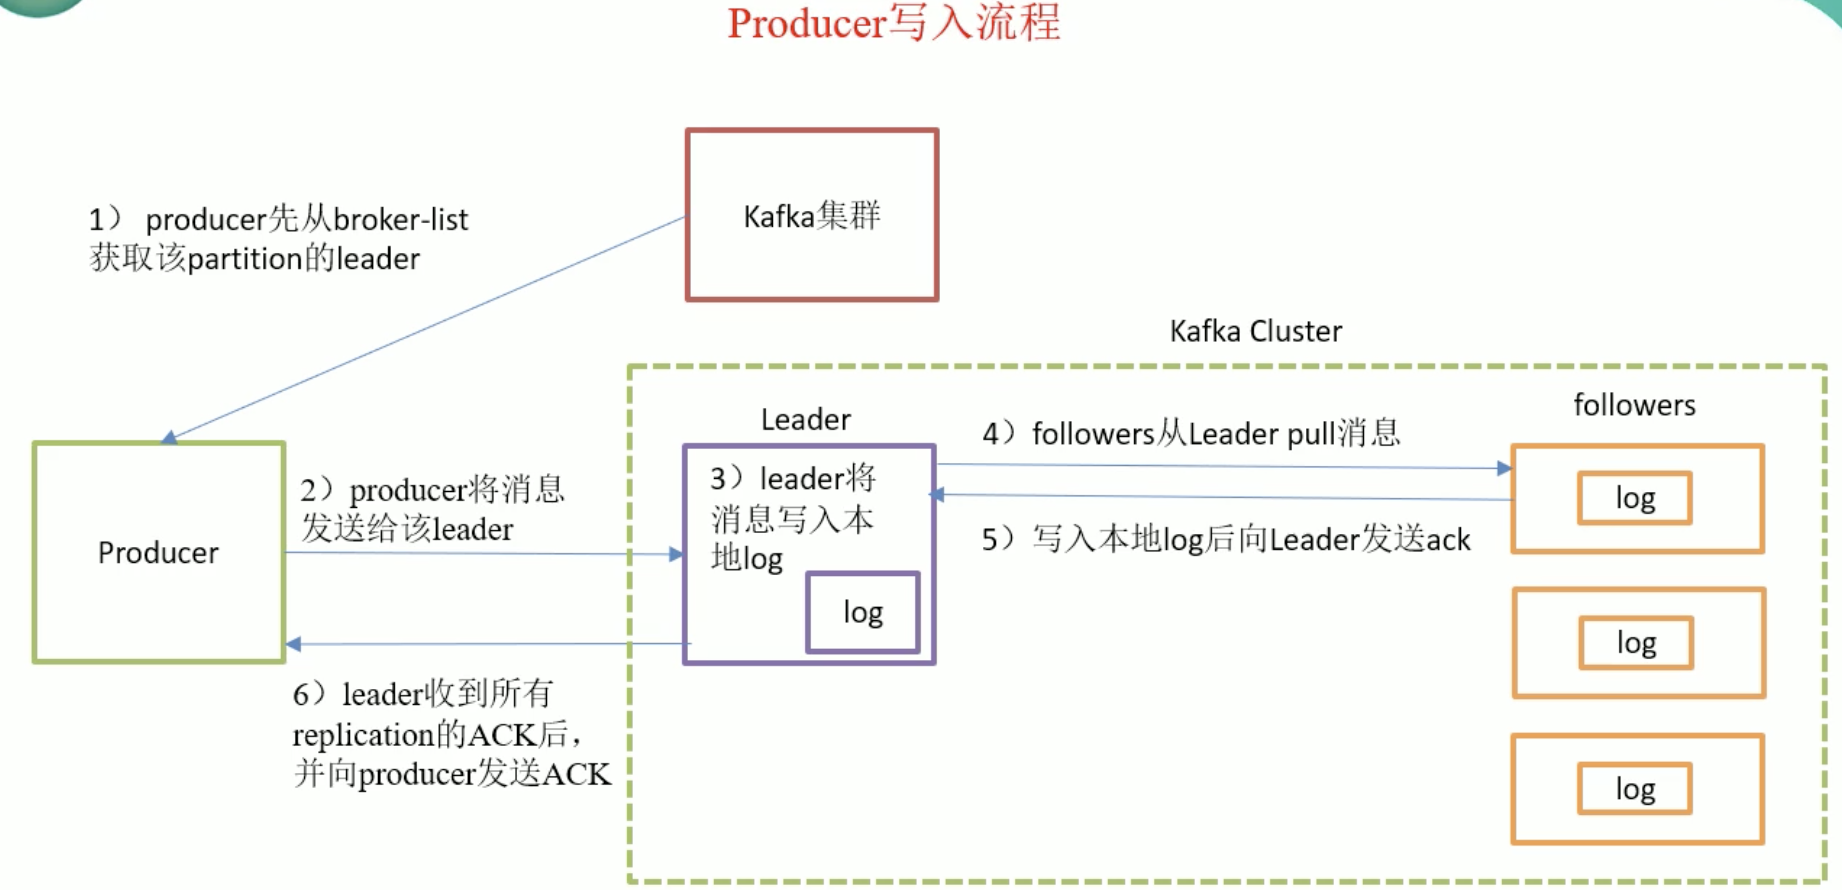 Producer写入流程
Kafka集群
1） producer先从broker-list
获取该partition的leader
Kafka Cluster
Leader
followers
4）followers从Leader pull消息
3）leader将
消息写入本
地log
log
2）producer将消息
发送给该leader
Producer
5）写入本地log后向Leader发送ack
log
log
6）leader收到所有
replication的ACK后，
并向producer发送ACK
log